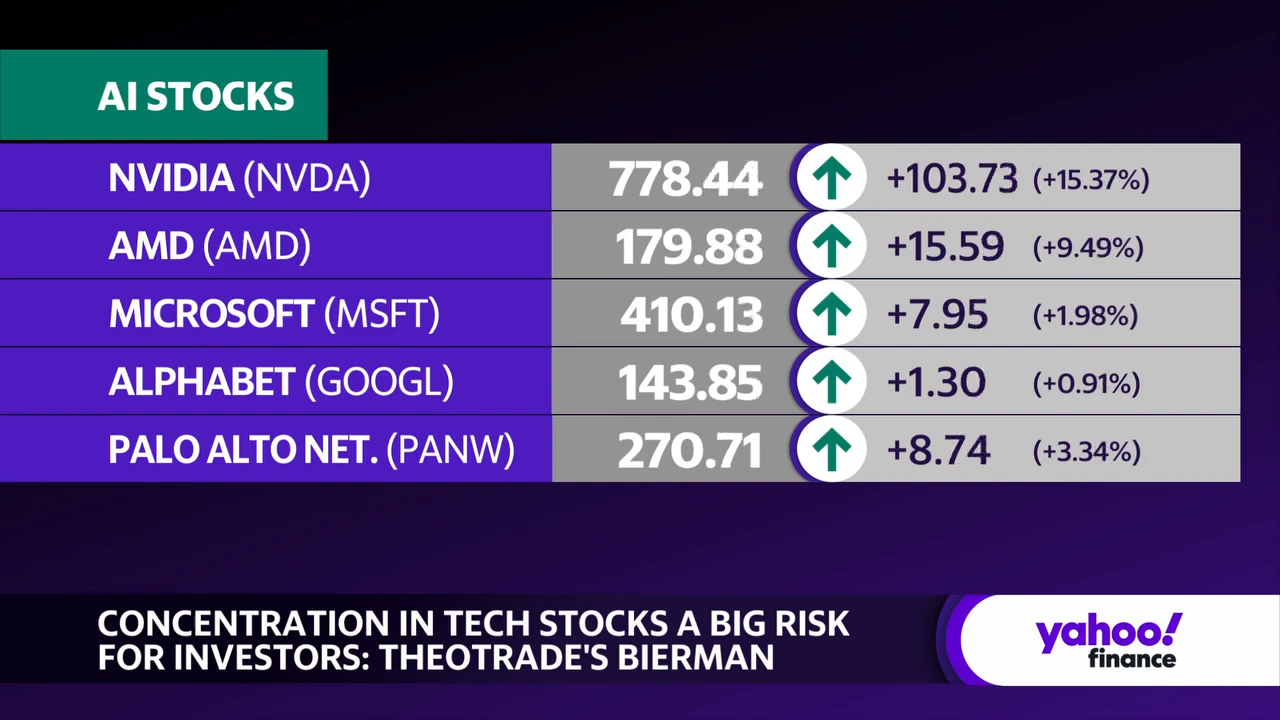 AI STOCKS
NVIDIA (NVDA) 778.44 +103.73 (+15.37%)
AMD (AMD) 179.88 +15.59 (+9.49%)
MICROSOFT (MSFT) 410.13 +7.95 (+1.98%)
ALPHABET (GOOGL) 143.85 +1.30 (+0.91%)
PALO ALTO NET. (PANW) 270.71 +8.74 (+3.34%)
CONCENTRATION IN TECH STOCKS A BIG RISK
FOR INVESTORS: THEOTRADE'S BIERMAN
yahoo!
finance